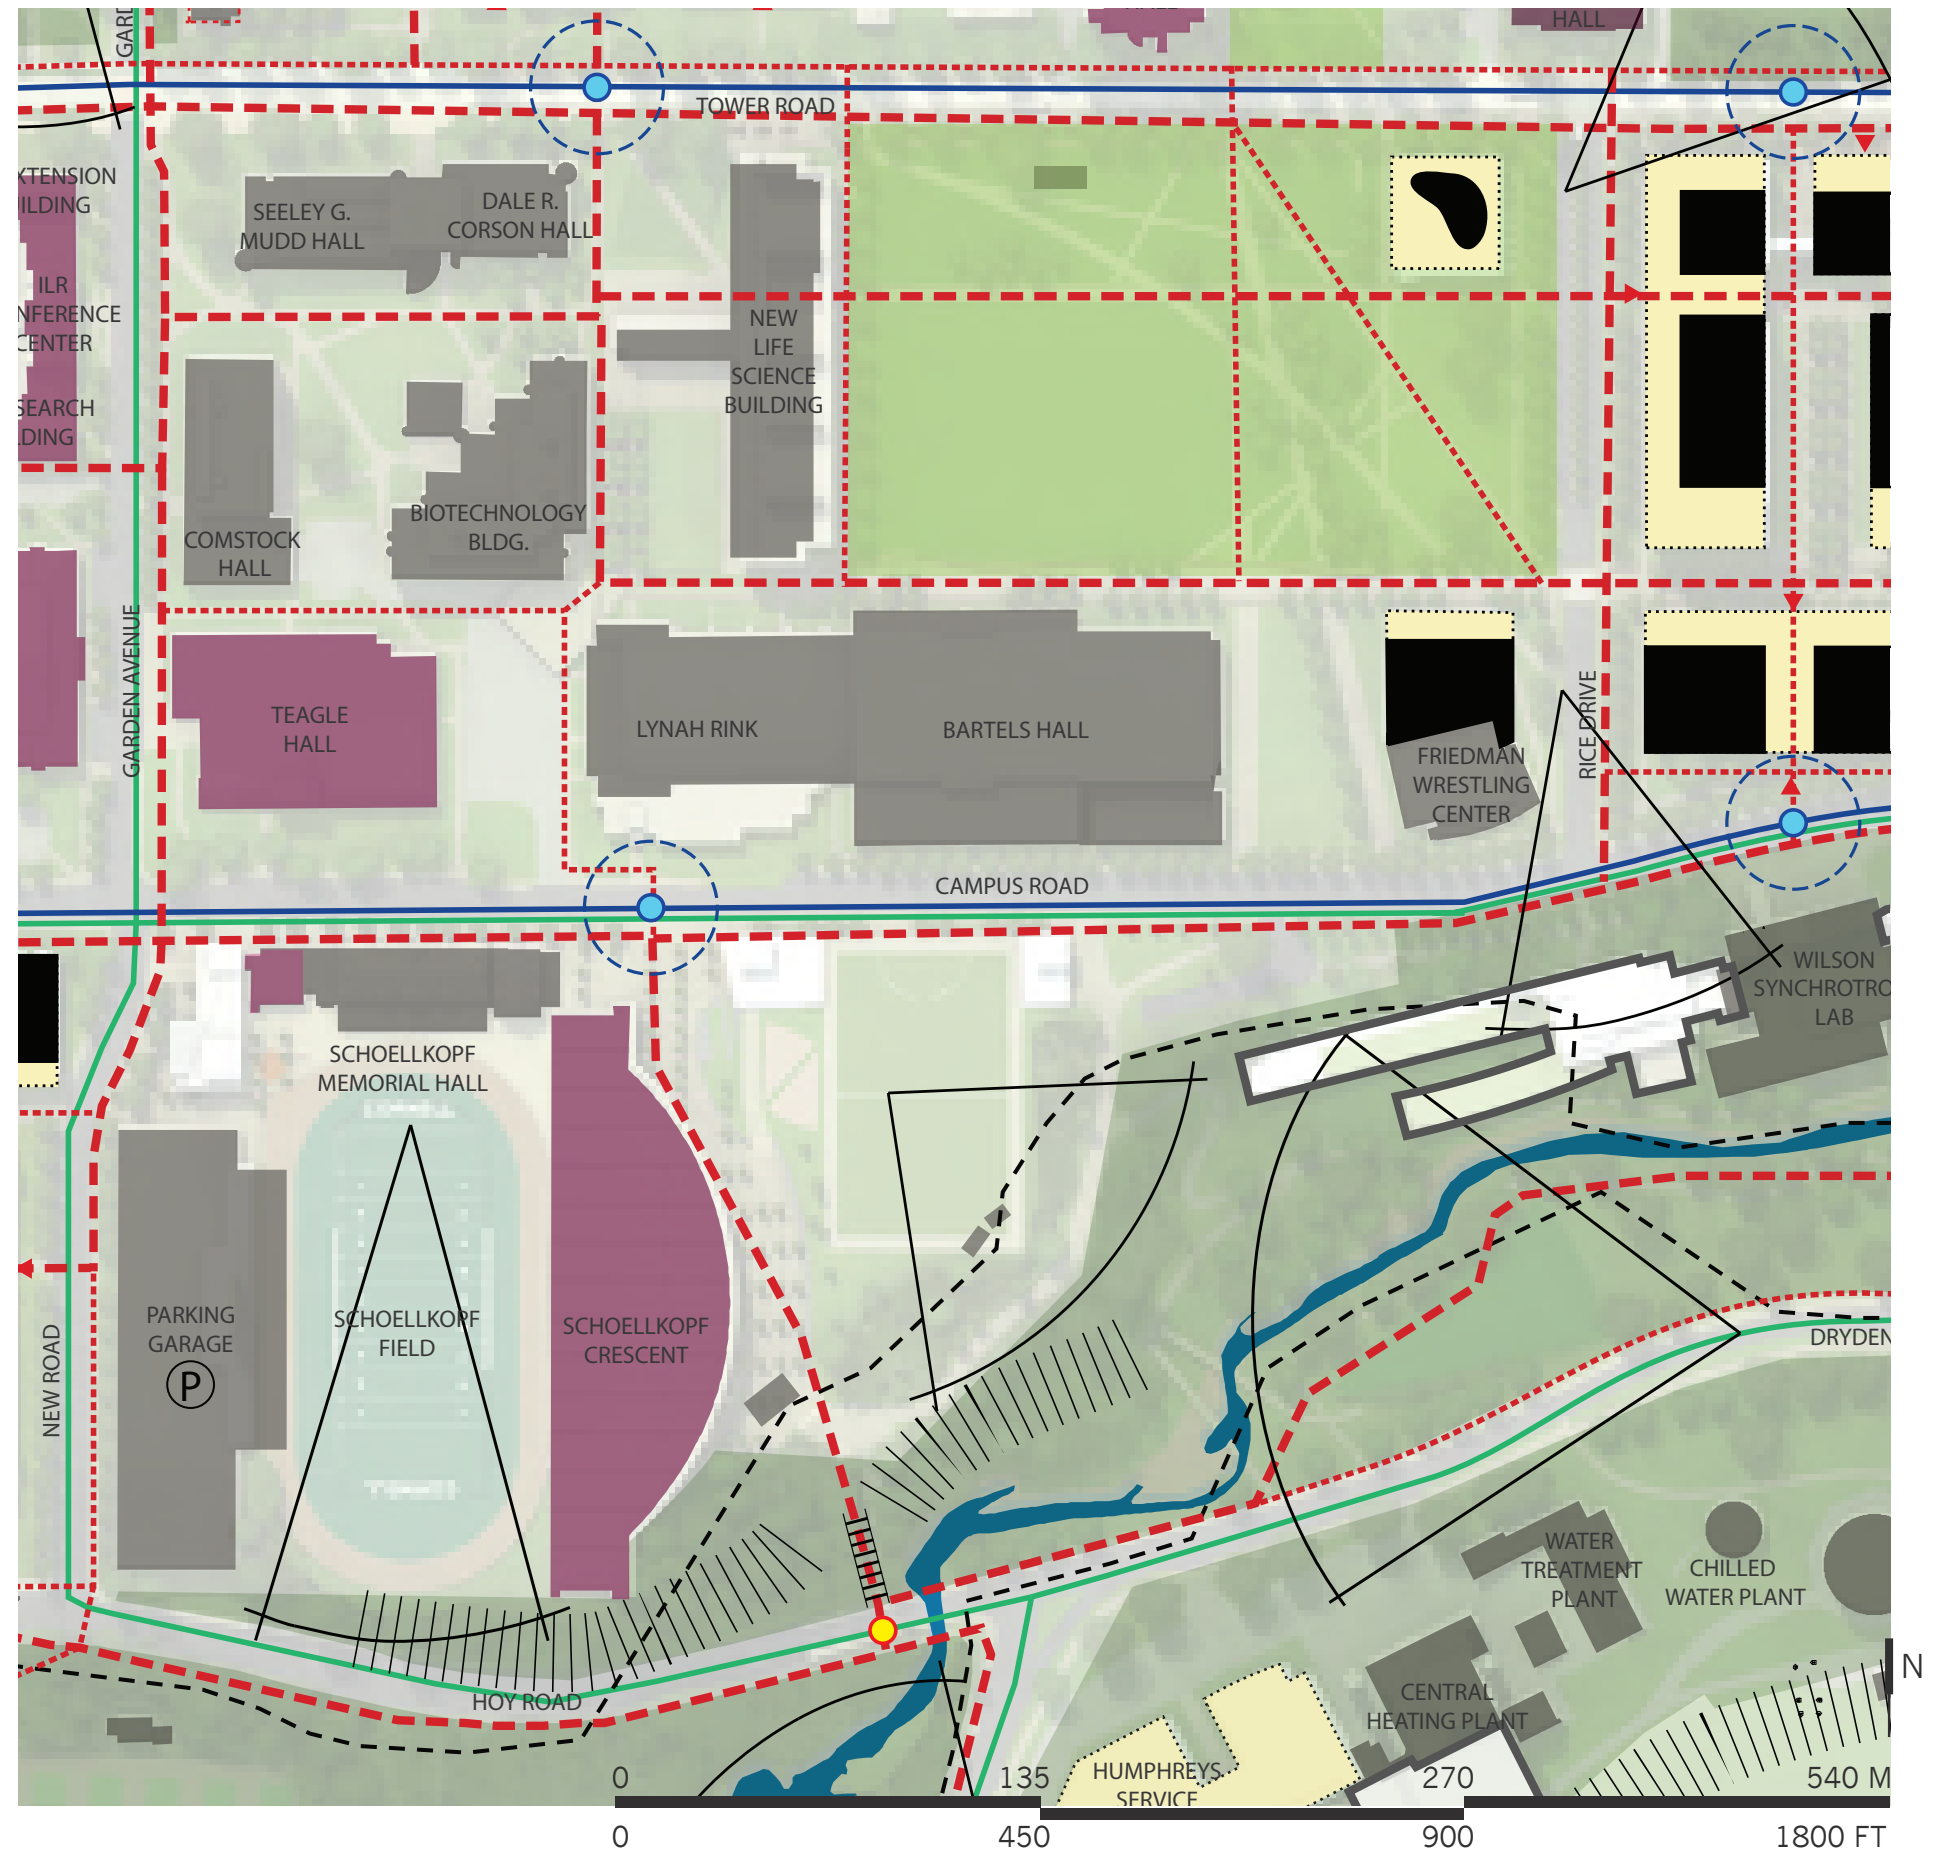 GARD
HALL
HALL
TOWER ROAD
XTENSION
ILDING
SEELEY G.
MUDD HALL
DALE R.
CORSON HALL
ILR
NFERENCE
CENTER
NEW
LIFE
SCIENCE
BUILDING
SEARCH
LDING
COMSTOCK
HALL
BIOTECHNOLOGY
BLDG.
GARDEN AVENUE
TEAGLE
HALL
LYNAH RINK
BARTELS HALL
FRIEDMAN
WRESTLING
CENTER
RICE DRIVE
CAMPUS ROAD
WILSON
SYNCHROTRO
LAB
SCHOELLKOPF
MEMORIAL HALL
PARKING
GARAGE
P
SCHOELLKOPF
FIELD
SCHOELLKOPF
CRESCENT
NEW ROAD
DRYDEN
WATER
TREATMENT
PLANT
CHILLED
WATER PLANT
HOY ROAD
CENTRAL
HEATING PLANT
HUMPHREYS
SERVICE
N
0 135 270 540 M
0 450 900 1800 FT